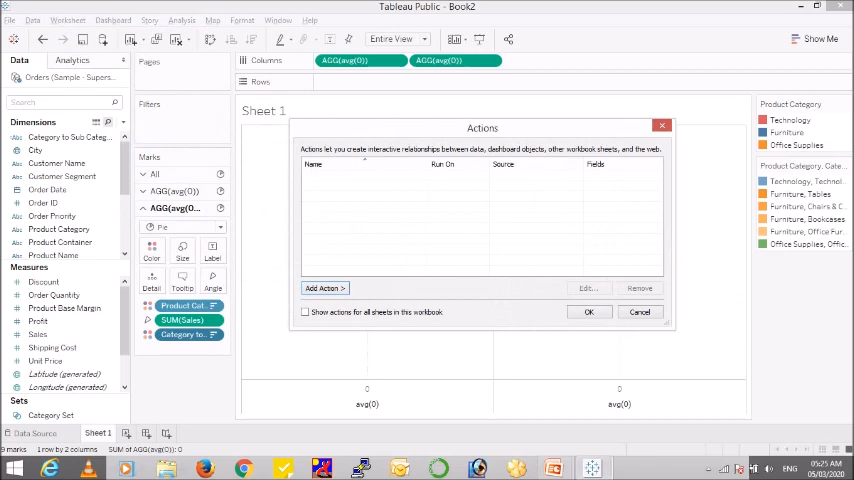 Tableau Public - Book2
File Data Worksheet Dashboard Story Analysis Map Format Window Help
Entire View
Show Me
Data Analytics
Orders (Sample - Supers...
Search
Dimensions
Category to Sub Categ...
Abc City
Abc Customer Name
Abc Customer Segment
Order Date
Abc Order ID
Abc Order Priority
Abc Product Category
Abc Product Container
Abc Product Name
Measures
# Discount
# Order Quantity
# Product Base Margin
# Profit
# Sales
# Shipping Cost
# Unit Price
Latitude (generated)
Longitude (generated)
Sets
Category Set
Pages
Filters
Marks
All
AGG(avg(0))
AGG(avg(0...
Pie
Color Size Label
Detail Tooltip Angle
Product Cat..
SUM(Sales)
Category to..
Columns AGG(avg(0)) AGG(avg(0))
Rows
Sheet 1
0 0
avg(0) avg(0)
Actions
Actions let you create interactive relationships between data, dashboard objects, other workbook sheets, and the web.
Name Run On Source Fields
Add Action > Edit... Remove
Show actions for all sheets in this workbook OK Cancel
Product Category
Technology
Furniture
Office Supplies
Product Category, Cate...
Technology, Technol...
Furniture, Tables
Furniture, Chairs & C
Furniture, Bookcases
Furniture, Office Fur...
Office Supplies, Offic
Data Source Sheet 1
9 marks 1 row by 2 columns SUM of AGG(avg(0)): 0
ENG
05:25 AM
05/03/2020